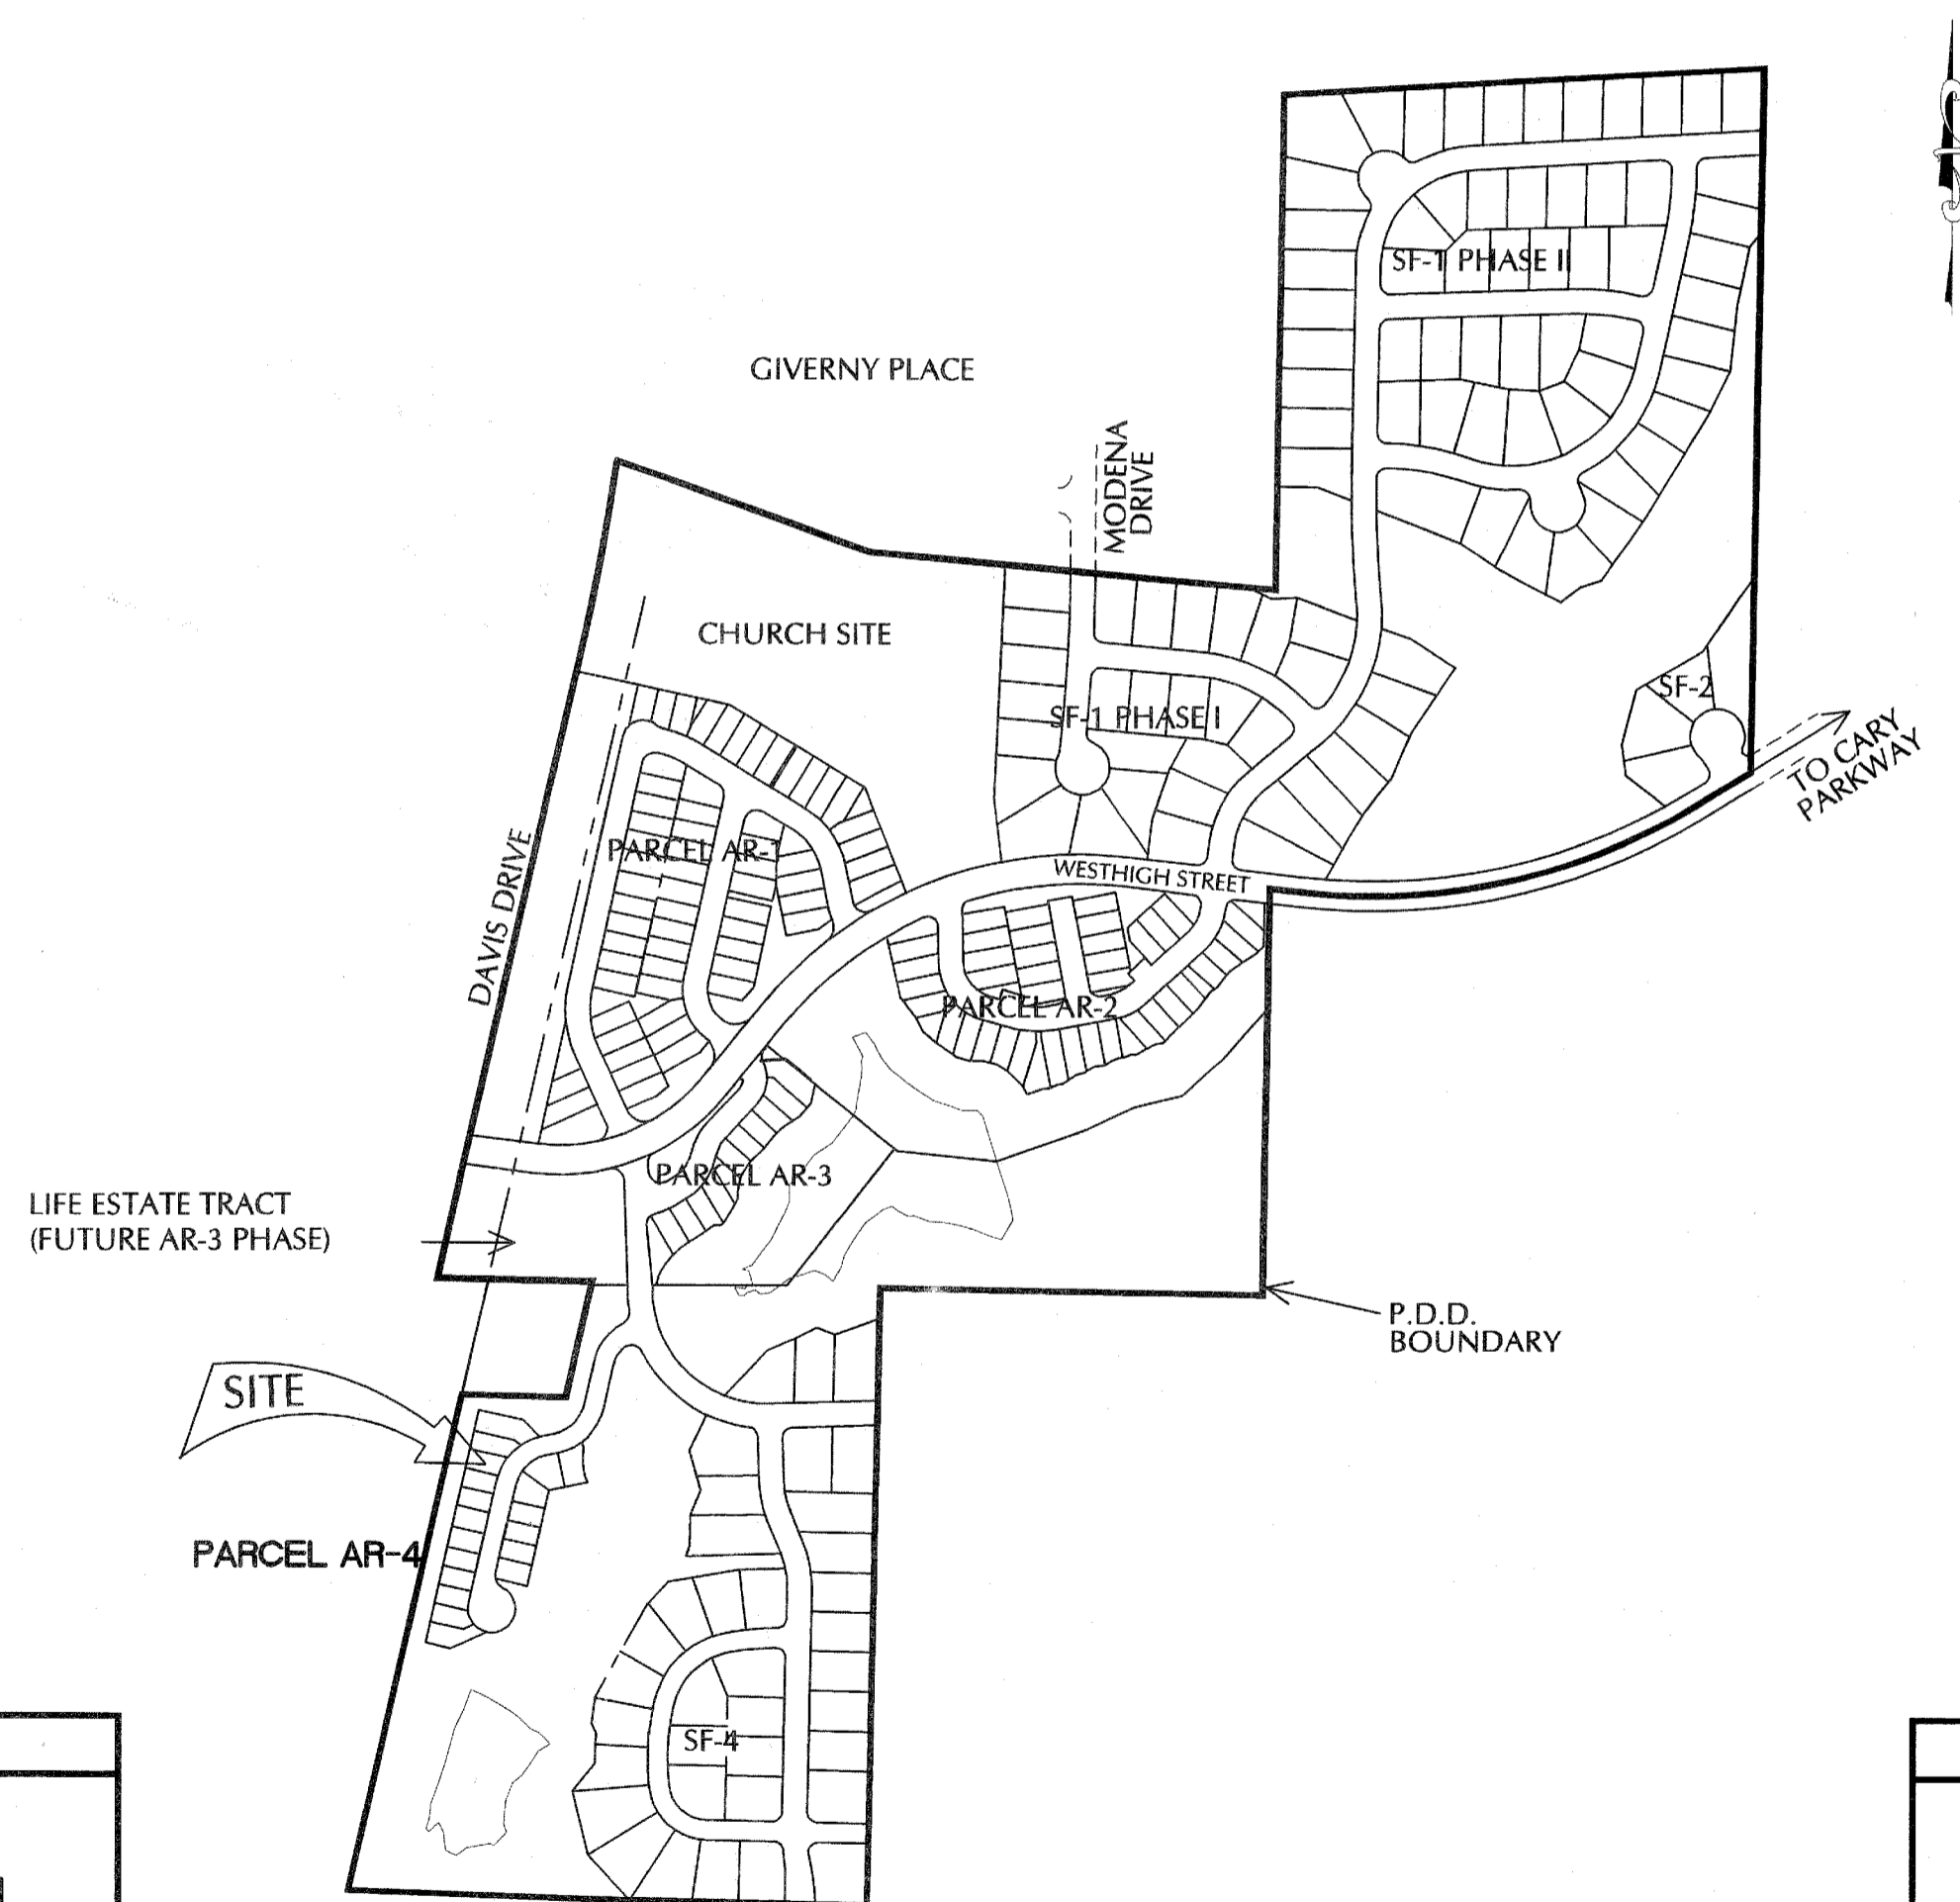 SF-1 PHASE II
GIVERNY PLACE
MODENA
DRIVE
CHURCH SITE
SF-2
SF-1 PHASE I
TO CARY
PARKWAY
PARCEL AR-1
WESTHIGH STREET
DAVIS DRIVE
PARCEL AR-2
PARCEL AR-3
LIFE ESTATE TRACT
(FUTURE AR-3 PHASE)
P.D.D.
BOUNDARY
SITE
PARCEL AR-4
SF-4